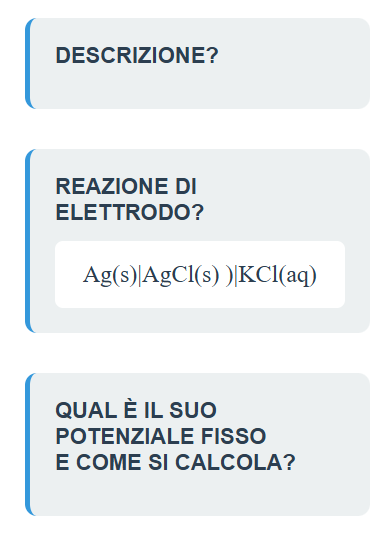 DESCRIZIONE?
REAZIONE DI
ELETTRODO?
Ag(s)|AgCl(s) )|KCl(aq)
QUAL È IL SUO
POTENZIALE FISSO
E COME SI CALCOLA?